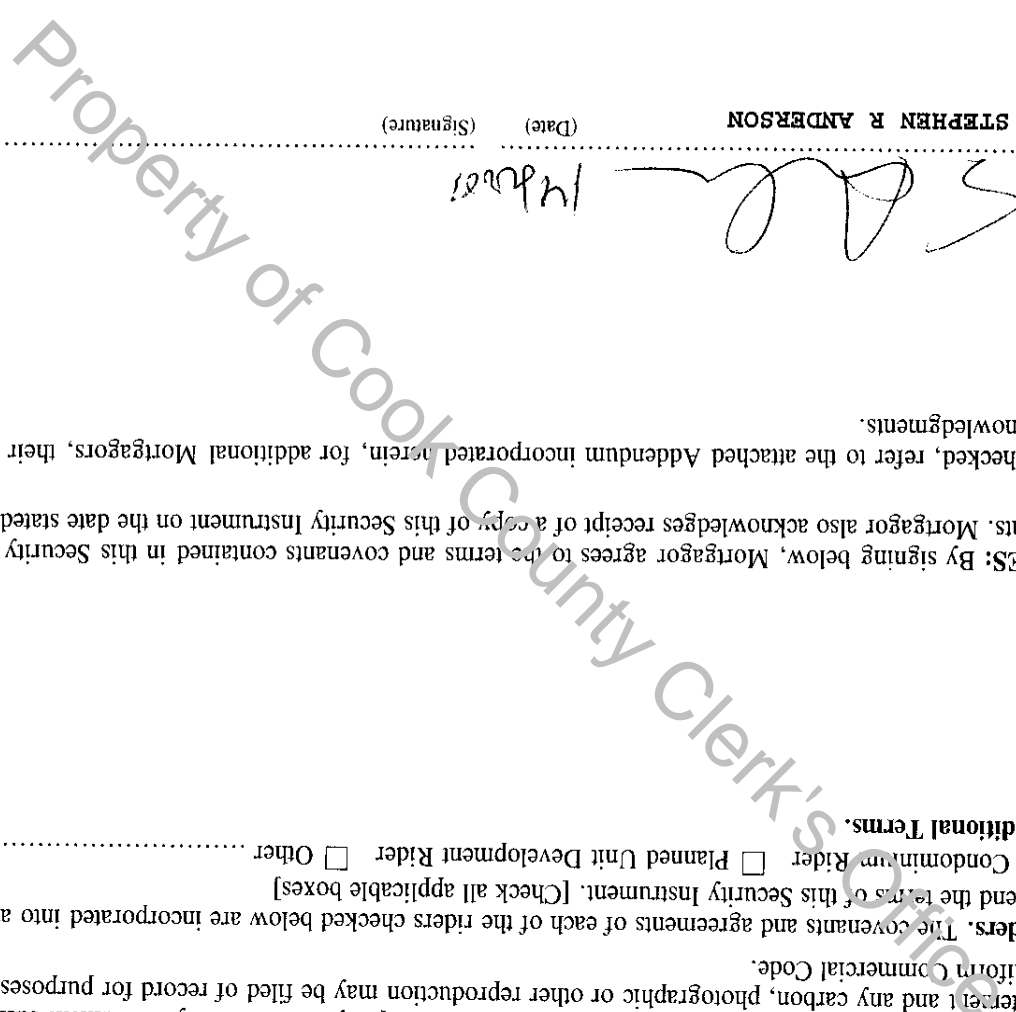 tement and any carbon, photographic or other reproduction may be filed of record for purposes
iform Commercial Code.
ders. The covenants and agreements of each of the riders checked below are incorporated into a
end the terms of this Security Instrument. [Check all applicable boxes]
Condominium Rider ☐ Planned Unit Development Rider ☐ Other ..............................
ditional Terms.
ES: By signing below, Mortgagor agrees to the terms and covenants contained in this Security
nts. Mortgagor also acknowledges receipt of a copy of this Security Instrument on the date stated
hecked, refer to the attached Addendum incorporated herein, for additional Mortgagors, their
nowledgments.
STEPHEN R ANDERSON (Date) (Signature)
Property of Cook County Clerk's Office